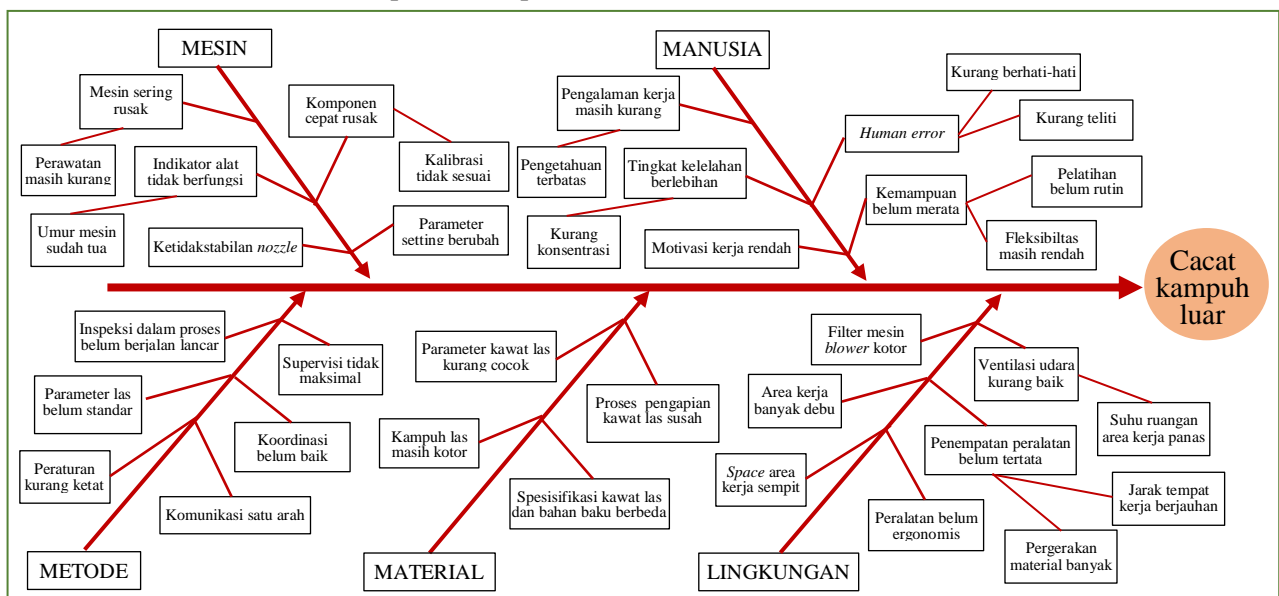 MESIN
MANUSIA
Mesin sering
rusak
Komponen
cepat rusak
Perawatan
masih kurang
Indikator alat
tidak berfungsi
Kalibrasi
tidak sesuai
Umur mesin
sudah tua
Ketidakstabilan nozzle
Parameter
setting berubah
Pengalaman kerja
masih kurang
Human error
Kurang berhati-hati
Kurang teliti
Pengetahuan
terbatas
Tingkat kelelahan
berlebihan
Kemampuan
belum merata
Pelatihan
belum rutin
Kurang
konsentrasi
Motivasi kerja rendah
Fleksibiltas
masih rendah
Cacat
kampuh
luar
Inspeksi dalam proses
belum berjalan lancar
Supervisi tidak
maksimal
Parameter las
belum standar
Koordinasi
belum baik
Peraturan
kurang ketat
Komunikasi satu arah
METODE
Parameter kawat las
kurang cocok
Proses pengapian
kawat las susah
Kampuh las
masih kotor
Spesisifikasi kawat las
dan bahan baku berbeda
MATERIAL
Filter mesin
blower kotor
Ventilasi udara
kurang baik
Area kerja
banyak debu
Suhu ruangan
area kerja panas
Penempatan peralatan
belum tertata
Space area
kerja sempit
Jarak tempat
kerja berjauhan
Peralatan belum
ergonomis
Pergerakan
material banyak
LINGKUNGAN